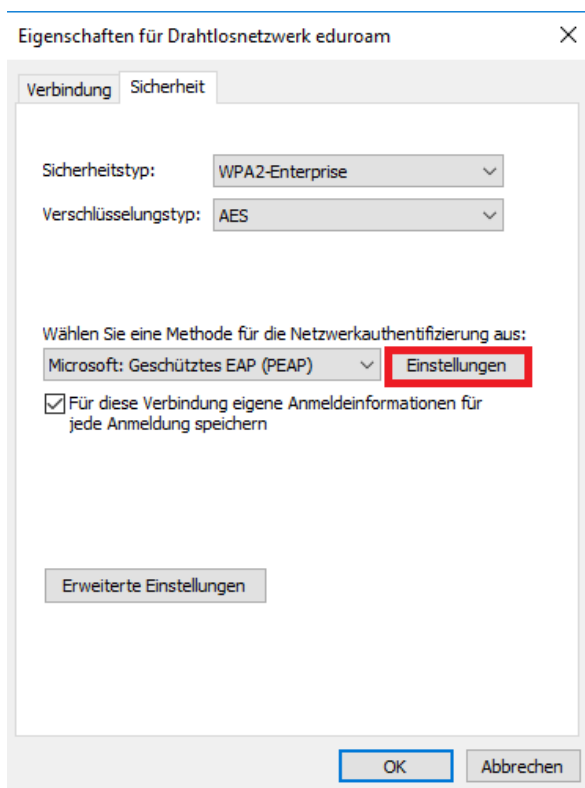 Eigenschaften für Drahtlosnetzwerk eduroam
Verbindung Sicherheit
Sicherheitstyp: WPA2-Enterprise
Verschlüsselungstyp: AES
Wählen Sie eine Methode für die Netzwerkauthentifizierung aus:
Microsoft: Geschütztes EAP (PEAP) Einstellungen
Für diese Verbindung eigene Anmeldeinformationen für
jede Anmeldung speichern
Erweiterte Einstellungen
OK Abbrechen